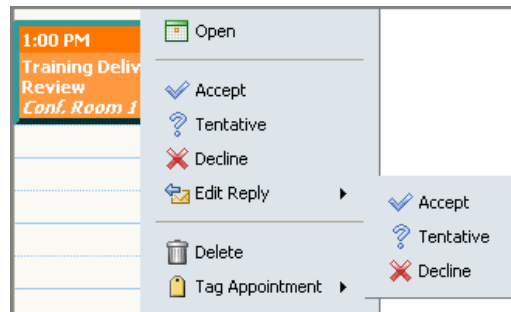 1:00 PM
Training Deliv
Review
Conf. Room 1
Open
Accept
Tentative
Decline
Edit Reply
Delete
Tag Appointment
Accept
Tentative
Decline